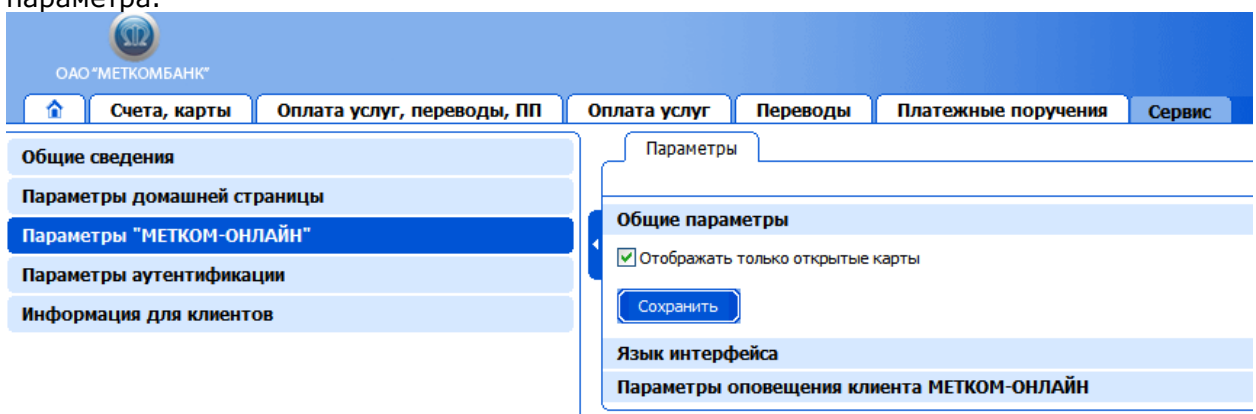 параметра.
ОАО "МЕТКОМБАНК"
Счета, карты Оплата услуг, переводы, ПП Оплата услуг Переводы Платежные поручения Сервис
Общие сведения
Параметры домашней страницы
Параметры "МЕТКОМ-ОНЛАЙН"
Параметры аутентификации
Информация для клиентов
Параметры
Общие параметры
Отображать только открытые карты
Сохранить
Язык интерфейса
Параметры оповещения клиента МЕТКОМ-ОНЛАЙН